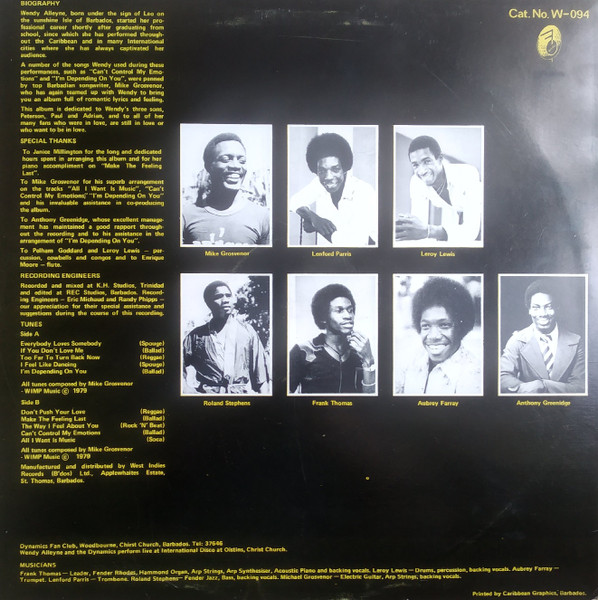 BIOGRAPHY
Wendy Alleyne, born under the sign of Leo on
the sunshine isle of Barbados, started her pro-
fessional career shortly after graduating from
school, since which she has performed through-
out the Caribbean and in many International
cities where she has always captivated her
audience.
A number of the songs Wendy used during these
performances, such as "Can't Control My Emo-
tions" and "I'm Depending On You", were penned
by top Barbadian songwriter, Mike Grosvenor,
who has again teamed up with Wendy to bring
you an album full of romantic lyrics and feeling.
This album is dedicated to Wendy's three sons,
Peterson, Paul and Adrian, and to all of her
many fans who were in love, are still in love or
who want to be in love.
SPECIAL THANKS
To Janice Millington for the long and dedicated
hours spent in arranging this album and for her
piano accompliment on "Make The Feeling
Last".
To Mike Grosvenor for his superb arrangement
on the tracks "All I Want Is Music", "Can't
Control My Emotions", "I'm Depending On You"
and his invaluable assistance in co-producing
the album.
To Anthony Greenidge, whose excellent manage-
ment has maintained a good rapport through-
out the recording and to his assistance in the
arrangement of "I'm Depending On You".
To Pelham Goddard and Leroy Lewis – per-
cussion, cowbells and congos and to Enrique
Moore – flute.
RECORDING ENGINEERS
Recorded and mixed at K.H. Studios, Trinidad
and edited at REC Studios, Barbados. Record-
ing Engineers – Eric Michaud and Randy Phipps –
our appreciation for their special assistance and
suggestions during the course of this recording.
TUNES
Side A
Everybody Loves Somebody (Spouge)
If You Don't Love Me (Ballad)
Too Far To Turn Back Now (Reggae)
I Feel Like Dancing (Spouge)
I'm Depending On You (Ballad)
All tunes composed by Mike Grosvenor
- WIMP Music © 1979
Side B
Don't Push Your Love (Reggae)
Make The Feeling Last (Ballad)
The Way I Feel About You (Rock 'N' Beat)
Can't Control My Emotions (Ballad)
All I Want Is Music (Soca)
All tunes composed by Mike Grosvenor
- WIMP Music © 1979
Manufactured and distributed by West Indies
Records (B'dos) Ltd., Applewhaites Estate,
St. Thomas, Barbados.
Cat. No. W-094
Mike Grosvenor
Lenford Parris
Leroy Lewis
Roland Stephens
Frank Thomas
Aubrey Farray
Anthony Greenidge
Dynamics Fan Club, Woodbourne, Christ Church, Barbados. Tel: 37646
Wendy Alleyne and the Dynamics perform live at International Disco at Oistins, Christ Church.
MUSICIANS
Frank Thomas – Leader, Fender Rhodes, Hammond Organ, Arp Strings, Arp Synthesiser, Acoustic Piano and backing vocals. Leroy Lewis – Drums, percussion, backing vocals. Aubrey Farray -
Trumpet. Lenford Parris – Trombone. Roland Stephens – Fender Jazz, Bass, backing vocals. Michael Grosvenor – Electric Guitar, Arp Strings, backing vocals.
Printed by Caribbean Graphics, Barbados.